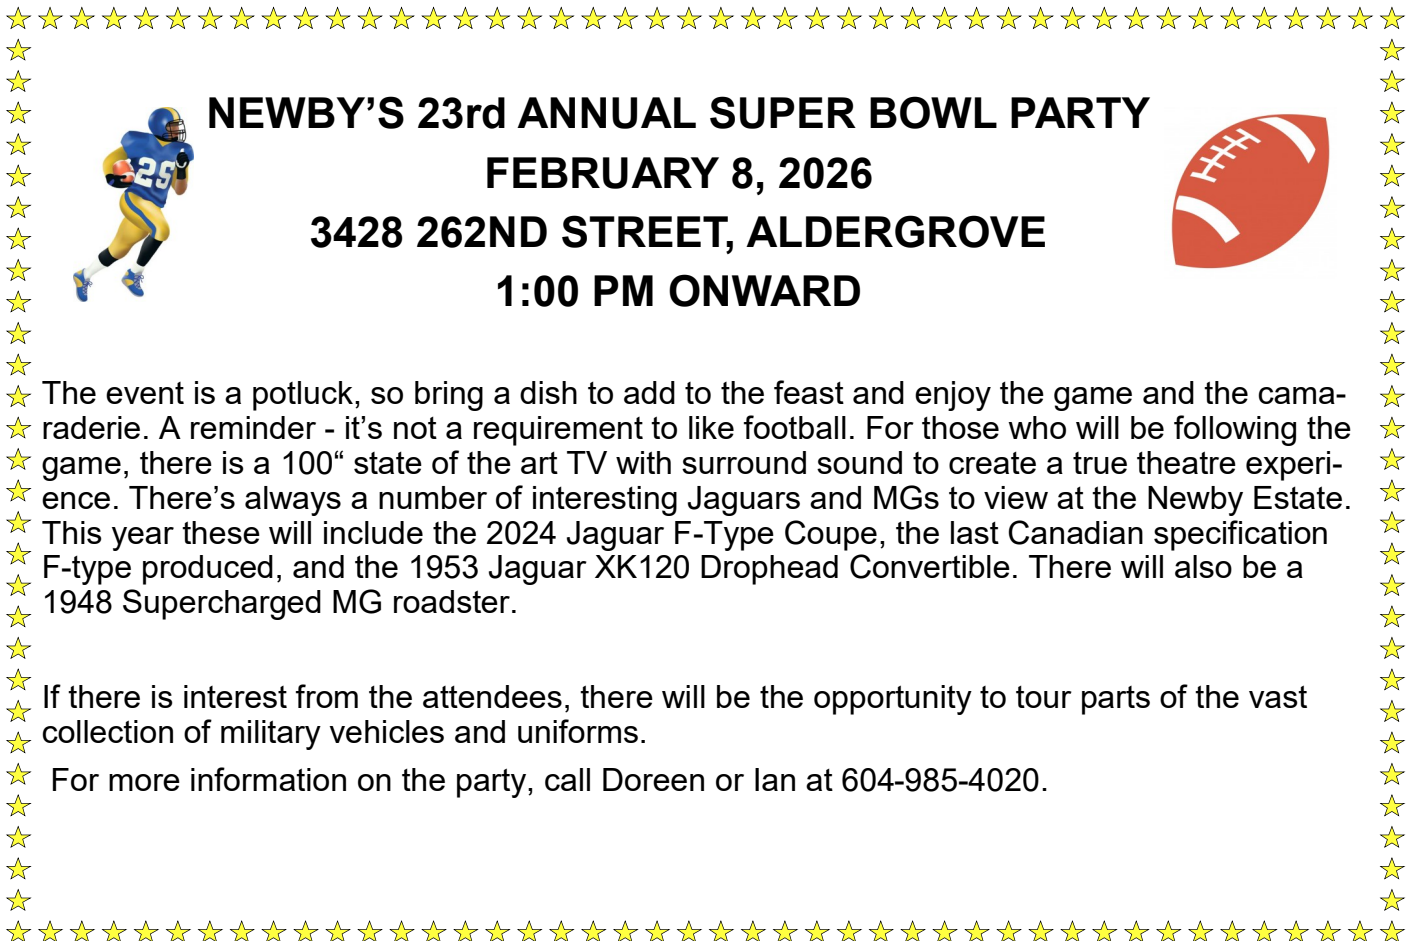 NEWBY’S 23rd ANNUAL SUPER BOWL PARTY
FEBRUARY 8, 2026
3428 262ND STREET, ALDERGROVE
1:00 PM ONWARD
25
The event is a potluck, so bring a dish to add to the feast and enjoy the game and the cama-
raderie. A reminder - it’s not a requirement to like football. For those who will be following the
game, there is a 100“ state of the art TV with surround sound to create a true theatre experi-
ence. There’s always a number of interesting Jaguars and MGs to view at the Newby Estate.
This year these will include the 2024 Jaguar F-Type Coupe, the last Canadian specification
F-type produced, and the 1953 Jaguar XK120 Drophead Convertible. There will also be a
1948 Supercharged MG roadster.
If there is interest from the attendees, there will be the opportunity to tour parts of the vast
collection of military vehicles and uniforms.
For more information on the party, call Doreen or Ian at 604-985-4020.